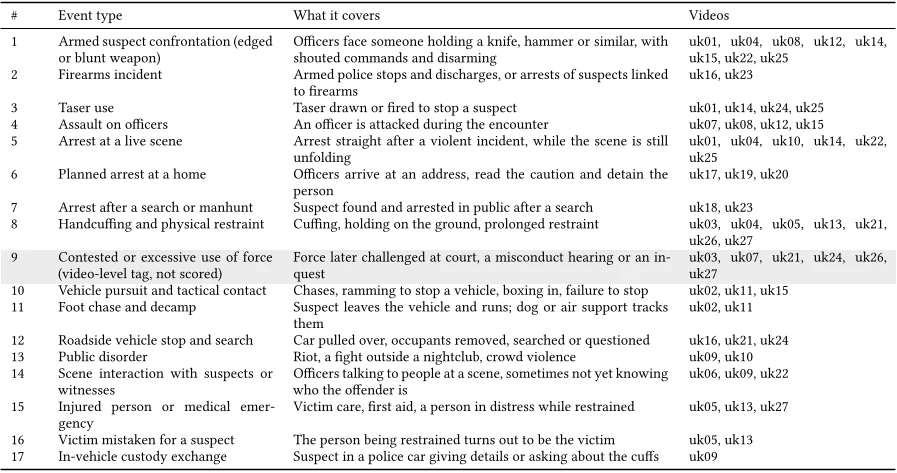 # Event type What it covers Videos
1 Armed suspect confrontation (edged Officers face someone holding a knife, hammer or similar, with uk01, uk04, uk08, uk12, uk14,
or blunt weapon) shouted commands and disarming uk15, uk22, uk25
2 Firearms incident Armed police stops and discharges, or arrests of suspects linked uk16, uk23
to firearms
3 Taser use Taser drawn or fired to stop a suspect uk01, uk14, uk24, uk25
4 Assault on officers An officer is attacked during the encounter uk07, uk08, uk12, uk15
5 Arrest at a live scene Arrest straight after a violent incident, while the scene is still uk01, uk04, uk10, uk14, uk22,
unfolding uk25
6 Planned arrest at a home Officers arrive at an address, read the caution and detain the uk17, uk19, uk20
person
7 Arrest after a search or manhunt Suspect found and arrested in public after a search uk18, uk23
8 Handcuffing and physical restraint Cuffing, holding on the ground, prolonged restraint uk03, uk04, uk05, uk13, uk21,
uk26, uk27
9 Contested or excessive use of force Force later challenged at court, a misconduct hearing or an in- uk03, uk07, uk21, uk24, uk26,
(video-level tag, not scored) quest uk27
10 Vehicle pursuit and tactical contact Chases, ramming to stop a vehicle, boxing in, failure to stop uk02, uk11, uk15
11 Foot chase and decamp Suspect leaves the vehicle and runs; dog or air support tracks uk02, uk11
them
12 Roadside vehicle stop and search Car pulled over, occupants removed, searched or questioned uk16, uk21, uk24
13 Public disorder Riot, a fight outside a nightclub, crowd violence uk09, uk10
14 Scene interaction with suspects or Officers talking to people at a scene, sometimes not yet knowing uk06, uk09, uk22
witnesses who the offender is
15 Injured person or medical emer- Victim care, first aid, a person in distress while restrained uk05, uk13, uk27
gency
16 Victim mistaken for a suspect The person being restrained turns out to be the victim uk05, uk13
17 In-vehicle custody exchange Suspect in a police car giving details or asking about the cuffs uk09